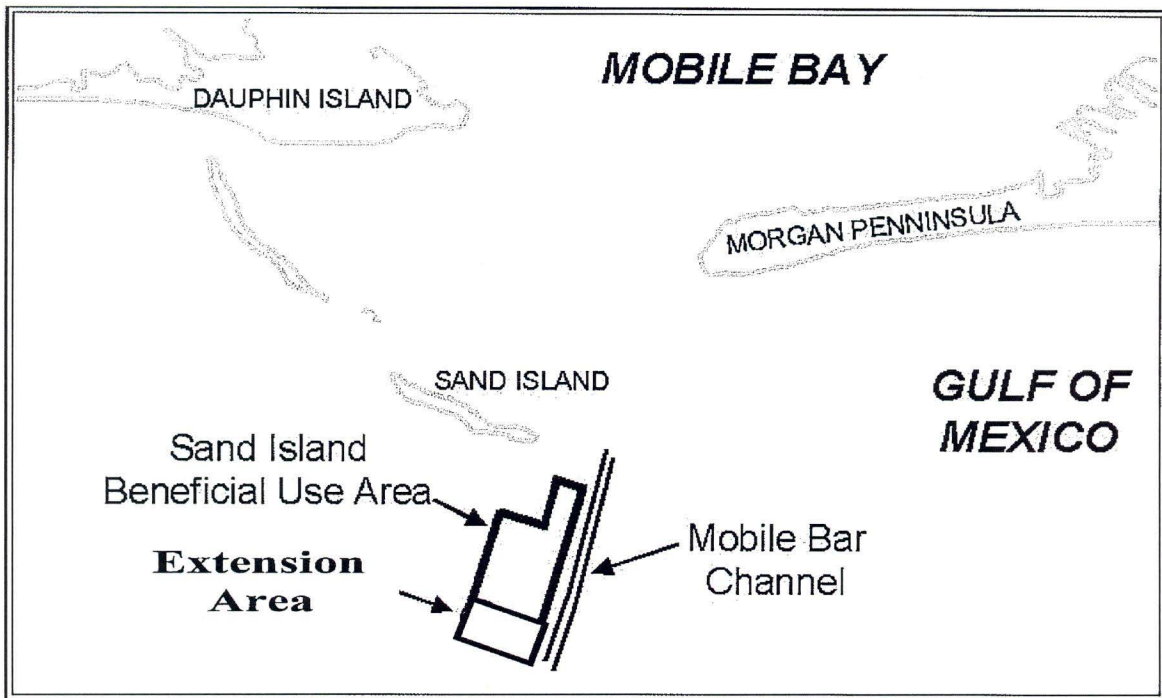 MOBILE BAY
DAUPHIN ISLAND
MORGAN PENNINSULA
SAND ISLAND
GULF OF
MEXICO
Sand Island
Beneficial Use Area
Extension
Area
Mobile Bar
Channel